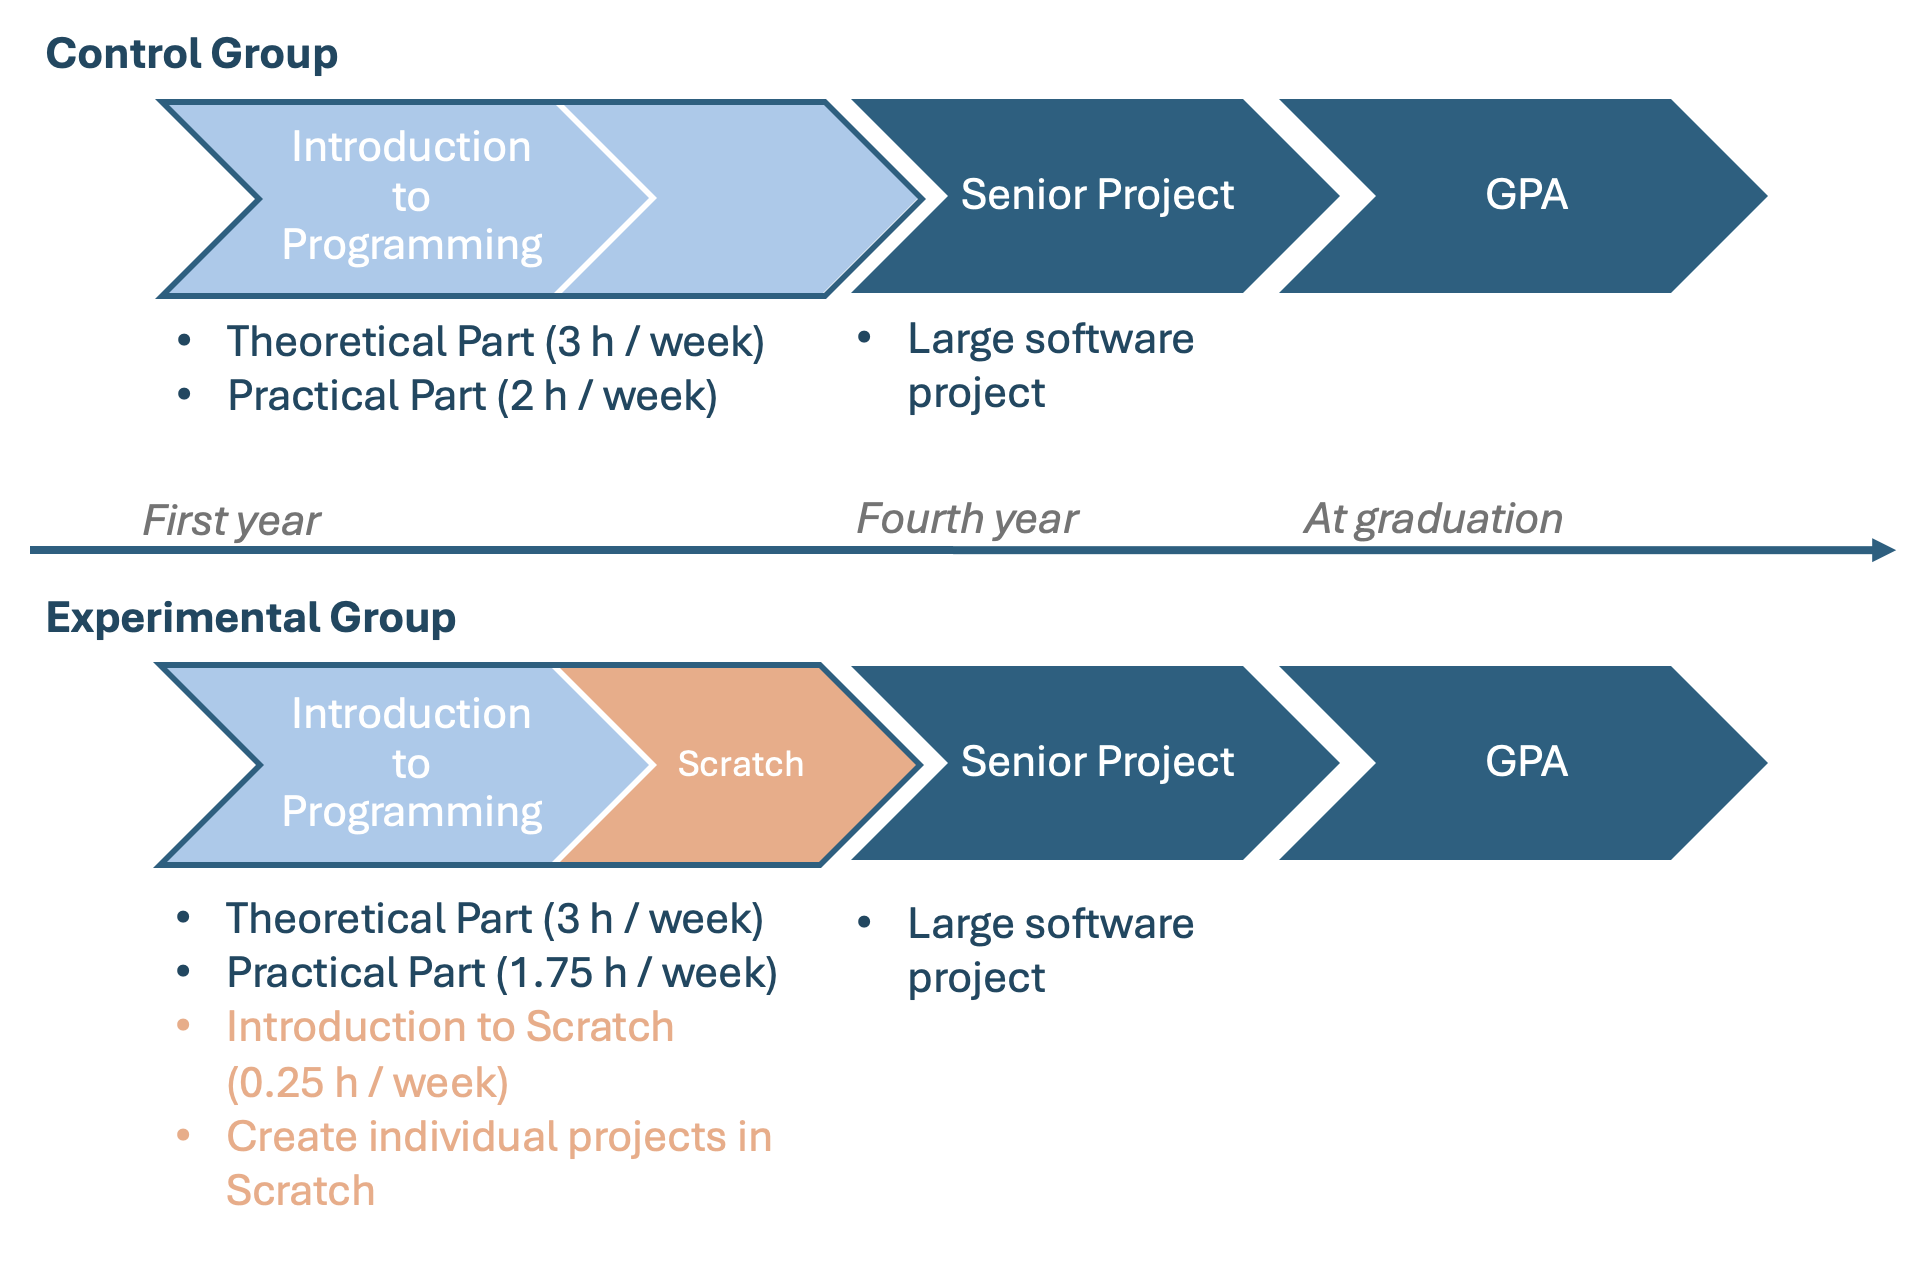 Control Group
Introduction
to
Programming
Senior Project
GPA
• Theoretical Part (3 h / week)
• Practical Part (2 h / week)
• Large software
project
First year
Fourth year
At graduation
Experimental Group
Introduction
to
Programming
Scratch
Senior Project
GPA
• Theoretical Part (3 h / week)
• Practical Part (1.75 h / week)
• Introduction to Scratch
(0.25 h / week)
• Create individual projects in
Scratch
• Large software
project